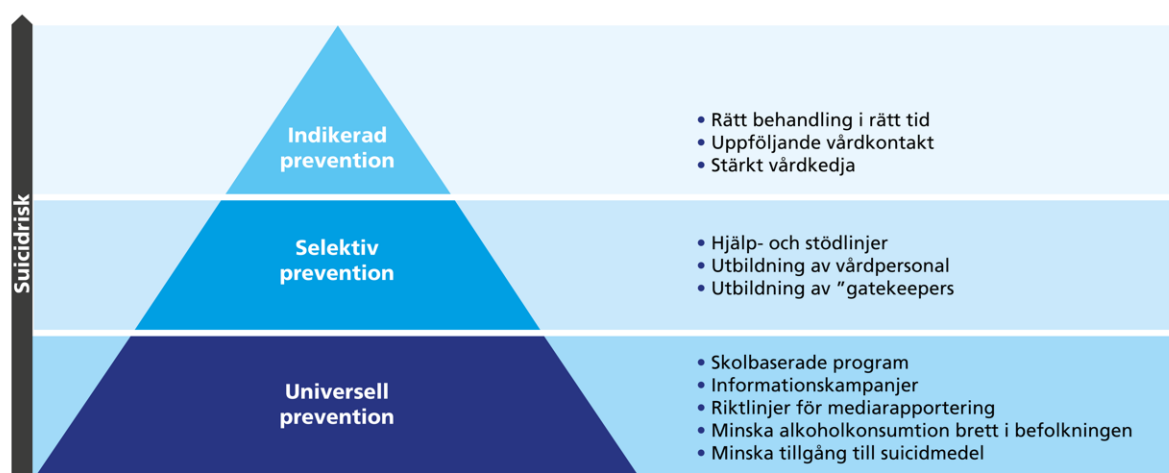 Suicidrisk
Indikerad
prevention
• Rätt behandling i rätt tid
• Uppföljande vårdkontakt
• Stärkt vårdkedja
Selektiv
prevention
• Hjälp- och stödlinjer
• Utbildning av vårdpersonal
• Utbildning av ”gatekeepers
Universell
prevention
• Skolbaserade program
• Informationskampanjer
• Riktlinjer för mediarapportering
• Minska alkoholkonsumtion brett i befolkningen
• Minska tillgång till suicidmedel